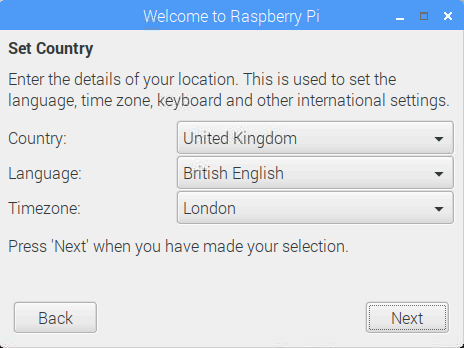 Welcome to Raspberry Pi
Set Country
Enter the details of your location. This is used to set the
language, time zone, keyboard and other international settings.
Country: United Kingdom
Language: British English
Timezone: London
Press 'Next' when you have made your selection.
Back Next